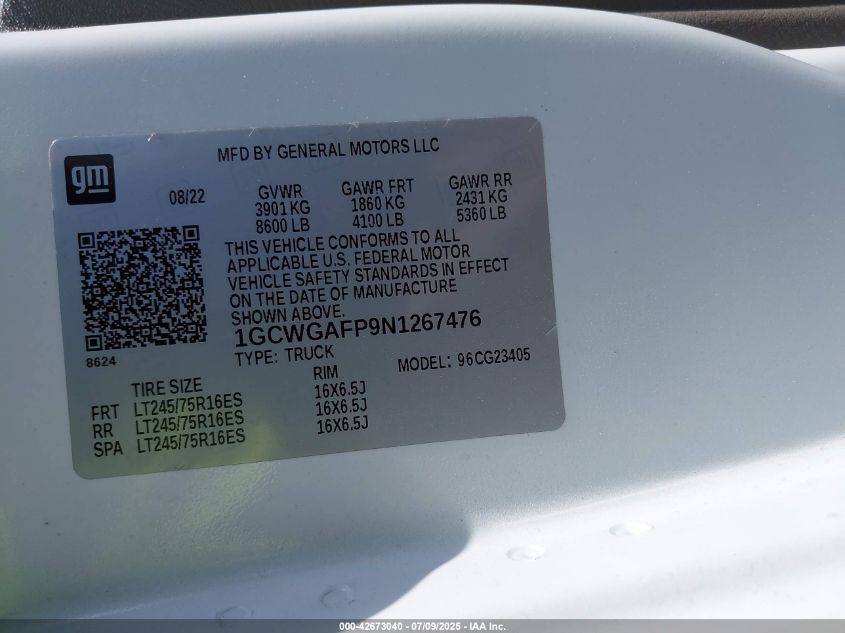 MFD BY GENERAL MOTORS LLC
gm
08/22
GVWR GAWR FRT GAWR RR
3901 KG 1860 KG 2431 KG
8600 LB 4100 LB 5360 LB
THIS VEHICLE CONFORMS TO ALL
APPLICABLE U.S. FEDERAL MOTOR
VEHICLE SAFETY STANDARDS IN EFFECT
ON THE DATE OF MANUFACTURE
SHOWN ABOVE.
1GCWGAFP9N1267476
8624
TYPE: TRUCK MODEL: 96CG23405
TIRE SIZE RIM
FRT LT245/75R16ES 16X6.5J
RR LT245/75R16ES 16X6.5J
SPA LT245/75R16ES 16X6.5J
000-42673040 - 07/09/2025 - IAA Inc.